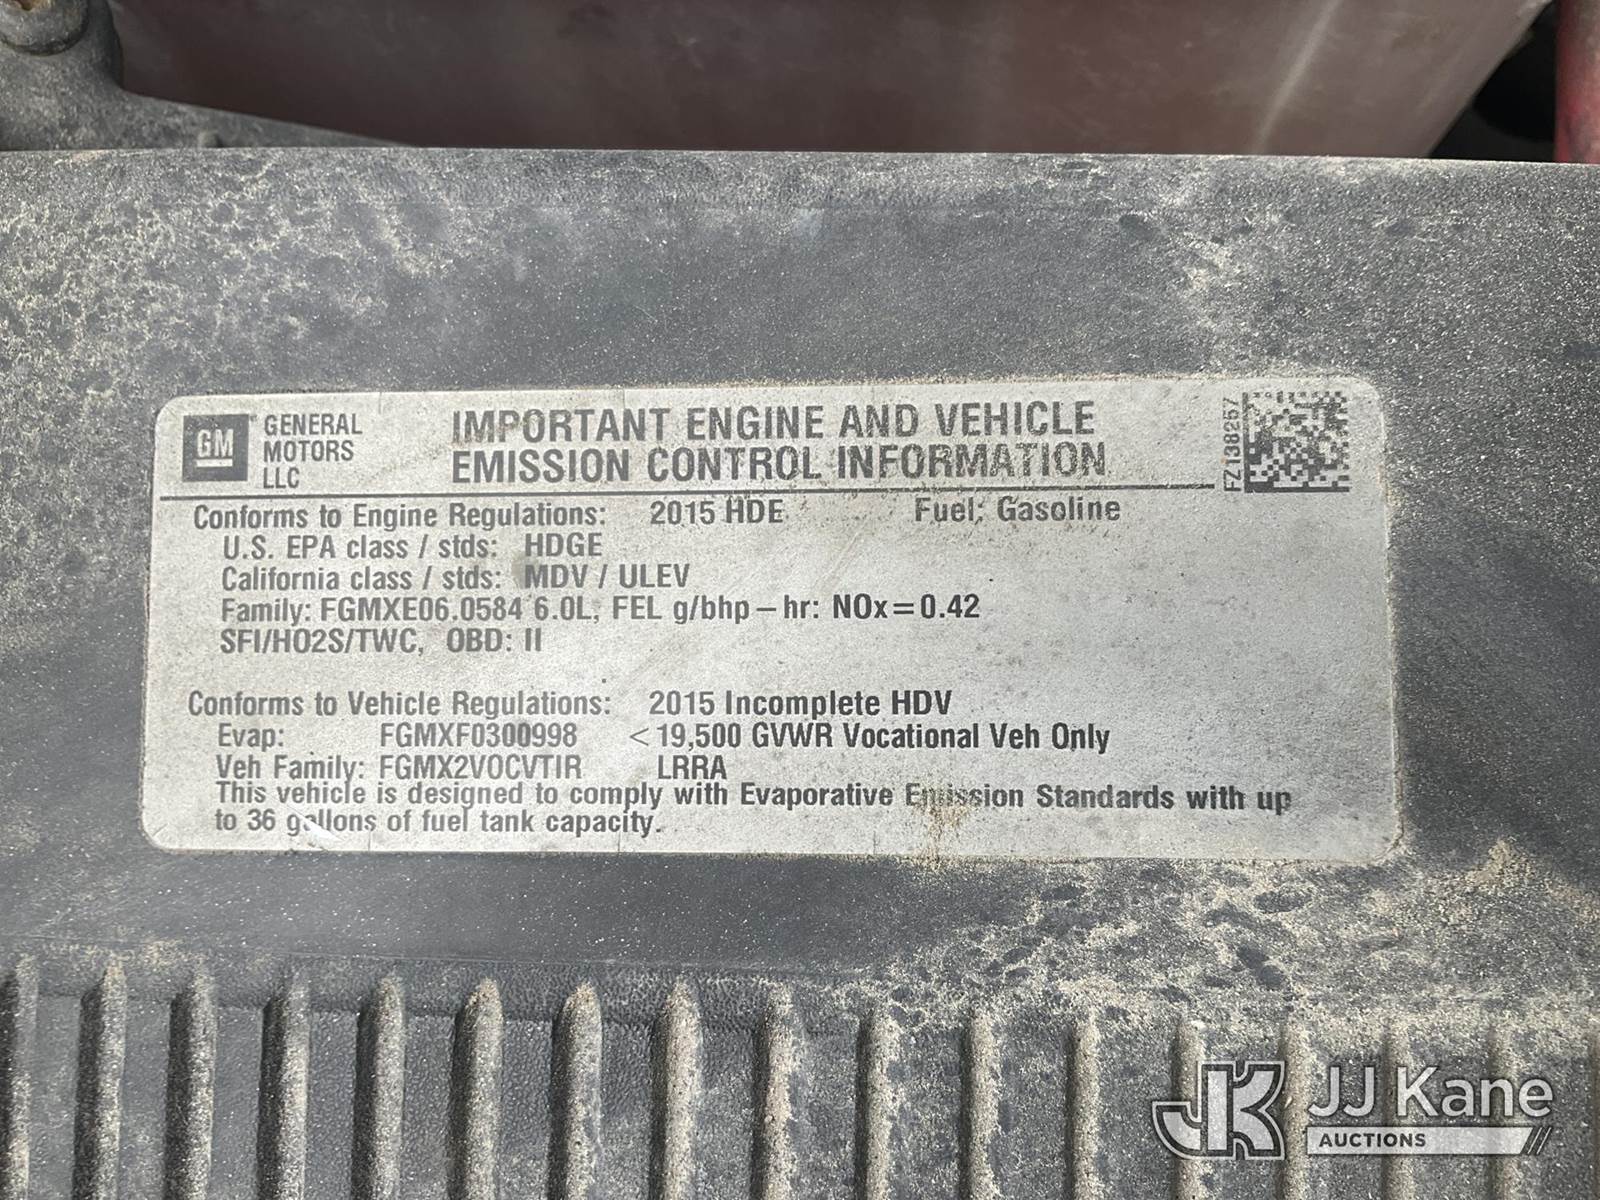 GM
GENERAL
MOTORS
LLC
IMPORTANT ENGINE AND VEHICLE
EMISSION CONTROL INFORMATION
FZ138257
Conforms to Engine Regulations: 2015 HDE Fuel: Gasoline
U.S. EPA class / stds: HDGE
California class / stds: MDV / ULEV
Family: FGMXE06.0584 6.0L, FEL g/bhp-hr: NOx=0.42
SFI/HO2S/TWC, OBD: II
Conforms to Vehicle Regulations: 2015 Incomplete HDV
Evap: FGMXF0300998 <19,500 GVWR Vocational Veh Only
Veh Family: FGMX2VOCVTIR LRRA
This vehicle is designed to comply with Evaporative Emission Standards with up
to 36 gallons of fuel tank capacity.
JK JJ Kane
AUCTIONS